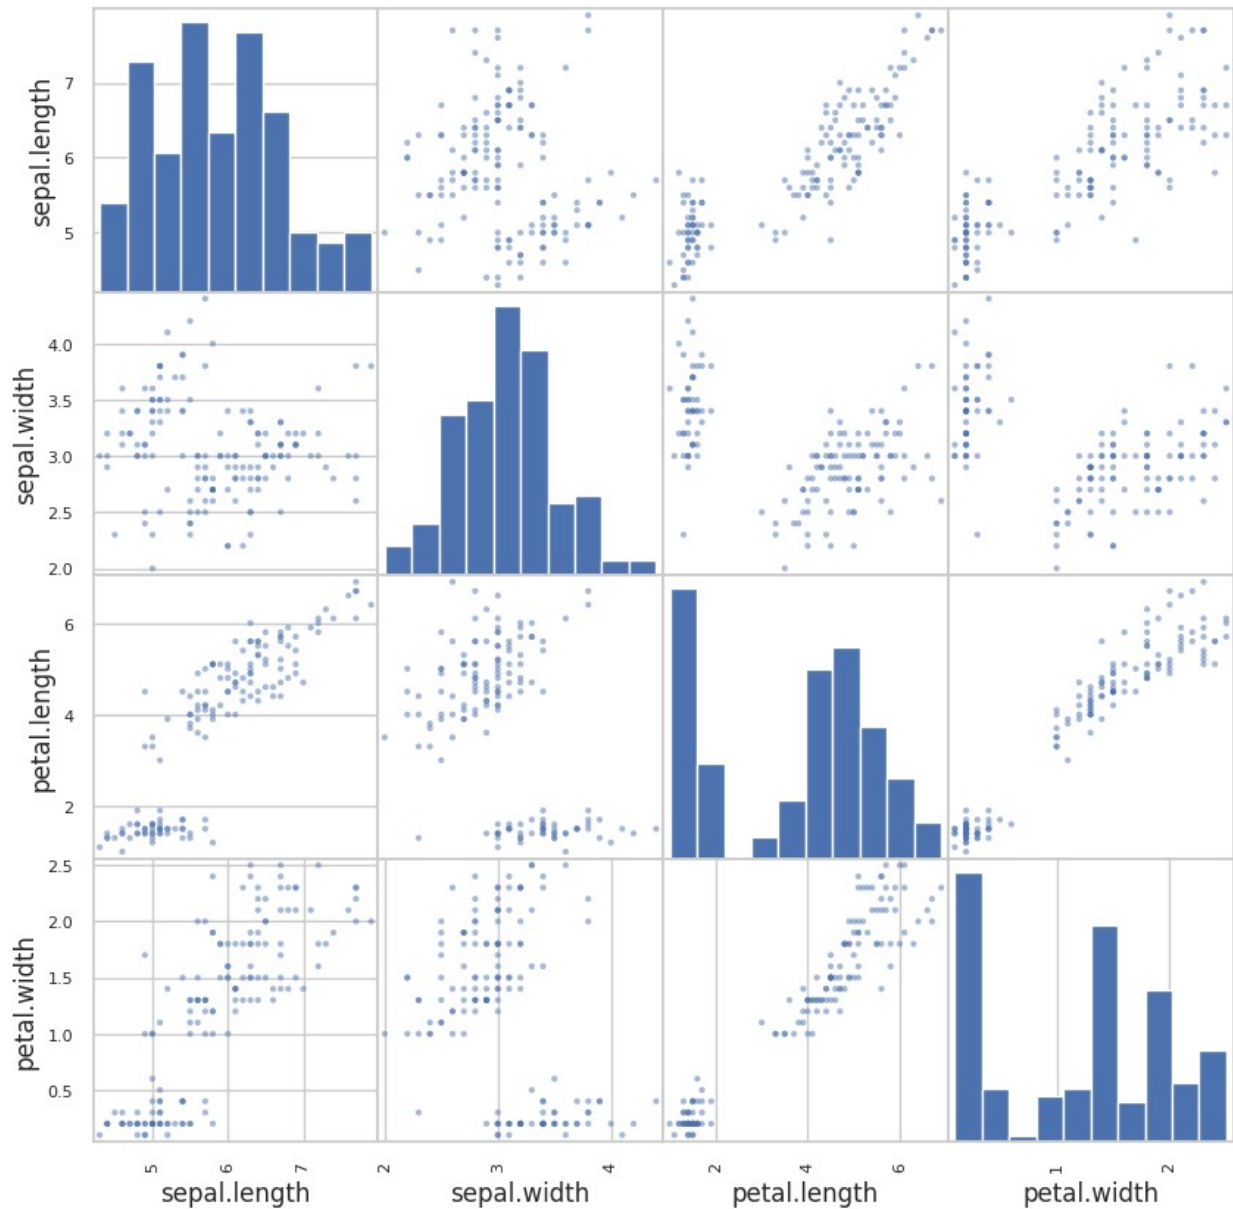 sepal.length
7
6
5
sepal.width
4.0
3.5
3.0
2.5
2.0
petal.length
6
4
2
petal.width
2.5
2.0
1.5
1.0
0.5
5 6 7 2 3 4 2 4 6 1 2
sepal.length sepal.width petal.length petal.width